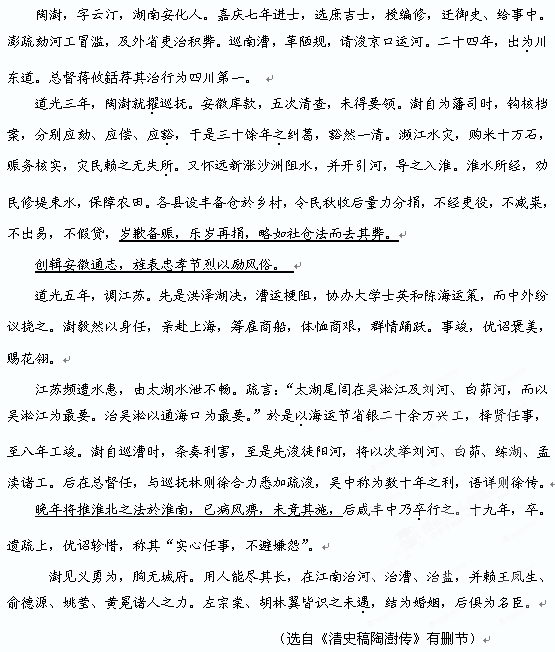 陶澍，字云汀，湖南安化人。嘉庆七年进士，选庶吉士，授编修，迁御史、给事中。
澎疏劾河工冒滥，及外省吏治积弊。巡南漕，革陋规，请浚京口运河。二十四年，出为川
东道。总督蒋攸銛荐其治行为四川第一。
道光三年，陶澍就擢巡抚。安徽库款，五次清查，未得要领。澍自为藩司时，钩核档
案，分别应劾、应偿、应豁，于是三十馀年之纠葛，豁然一清。濒江水灾，购米十万石，
赈务核实，灾民赖之无失所。又怀远新涨沙洲阻水，并开引河，导之入淮。淮水所经，劝
民修堤束水，保障农田。各县设丰备仓於乡村，令民秋收后量力分捐，不经吏役，不减粜，
不出易，不假贷，岁歉备赈，乐岁再捐，略如社仓法而去其弊。
创辑安徽通志，旌表忠孝节烈以励风俗。
道光五年，调江苏。先是洪泽湖决，漕运梗阻，协办大学士英和陈海运策，而中外纷
议挠之。澍毅然以身任，亲赴上海，筹雇商船，体恤商艰，群情踊跃。事竣，优诏褒美，
赐花翎。
江苏频遭水患，由太湖水泄不畅。疏言：“太湖尾闾在吴淞江及刘河、白茆河，而以
吴淞江为最要。治吴淞以通海口为最要。”於是以海运节省银二十余万兴工，择贤任事，
至八年工竣。澍自巡漕时，条奏利害，至是先浚徒阳河，将以次举刘河、白茆、练湖、孟
渎诸工。后在总督任，与巡抚林则徐合力悉加疏浚，吴中称为数十年之利，语详则徐传。
晚年将推淮北之法於淮南，已病风痹，未竟其施，后咸丰中乃卒行之。十九年，卒。
遗疏上，优诏轸惜，称其“实心任事，不避嫌怨”。
澍见义勇为，胸无城府。用人能尽其长，在江南治河、治漕、治盐，并赖王凤生、
俞德源、姚莹、黄冕诸人之力。左宗棠、胡林翼皆识之未遇，结为婚姻，后俱为名臣。
（选自《清史稿陶澍传》有删节）